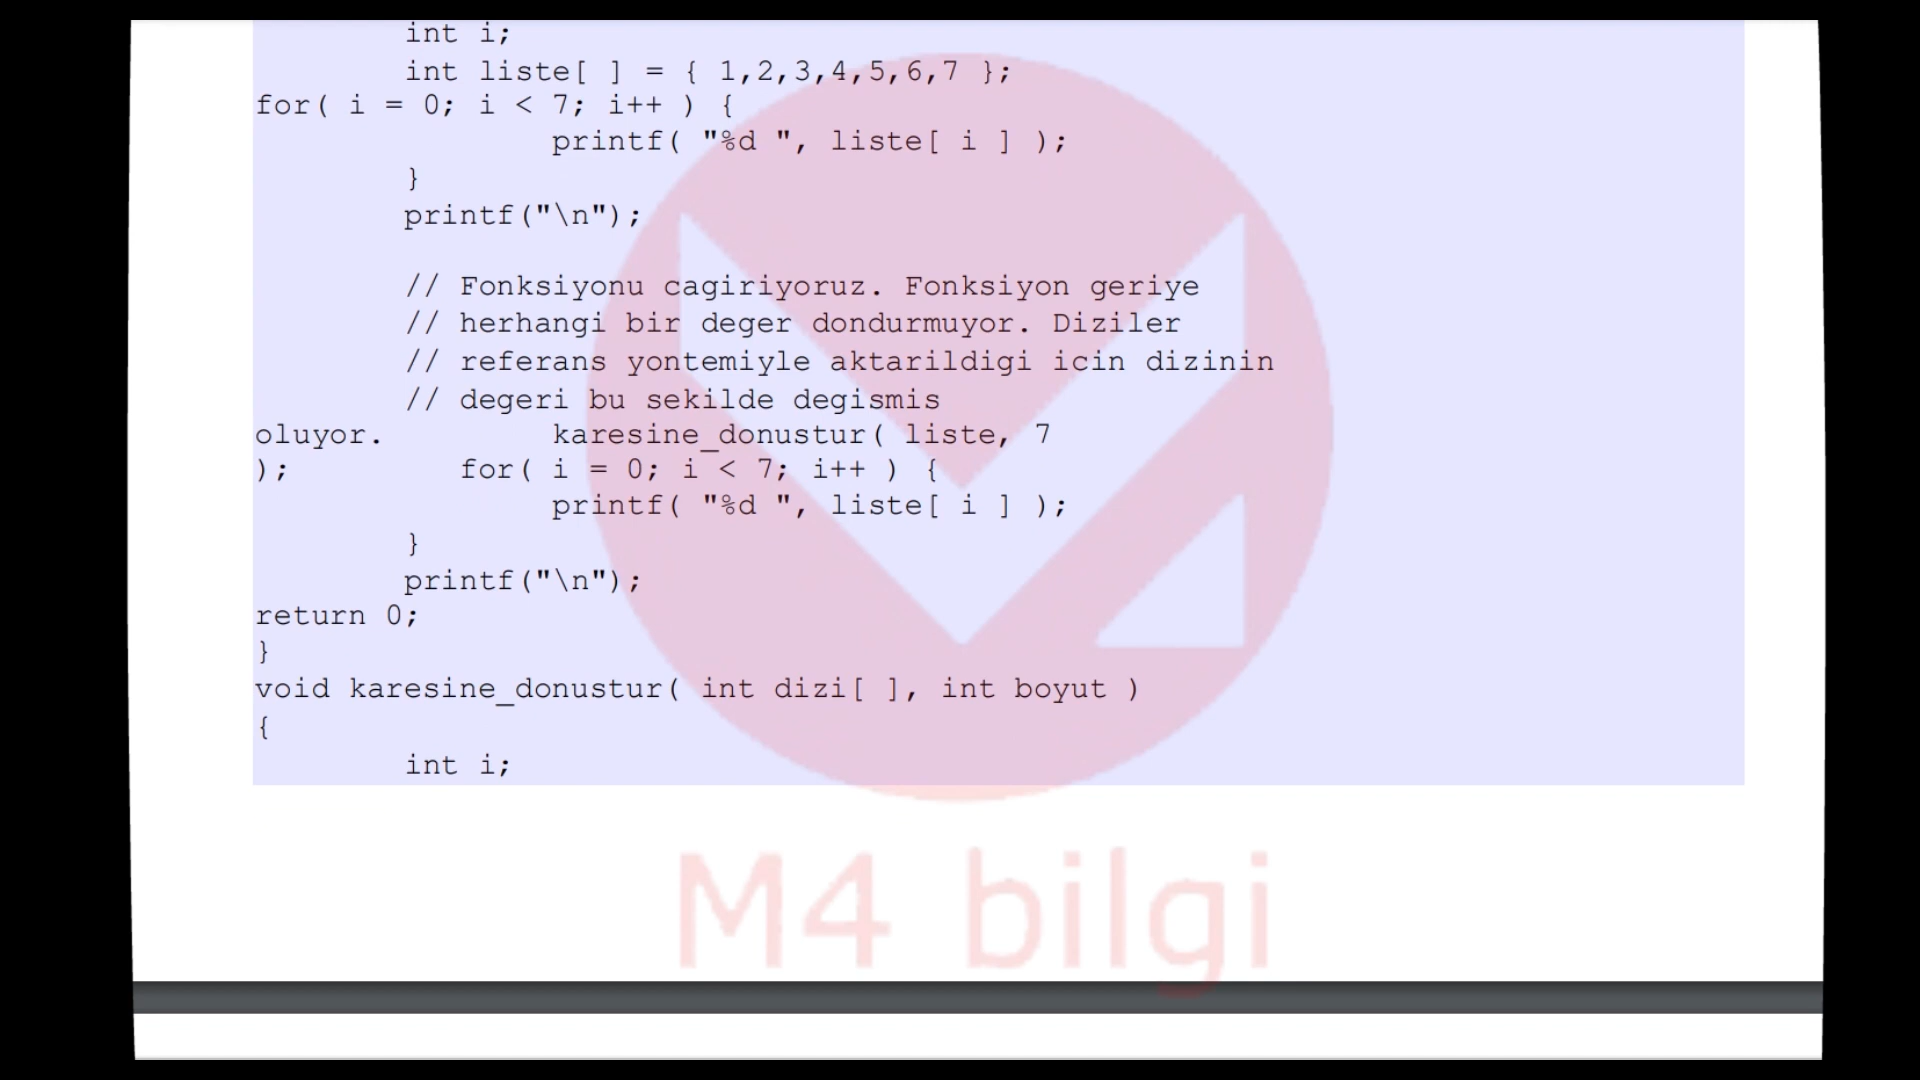 int i;
int liste[ ] = { 1,2,3,4,5,6,7 };
for( i = 0; i < 7; i++ ) {
printf( "%d ", liste[ i ] );
}
printf("\n");
// Fonksiyonu cagiriyoruz. Fonksiyon geriye
// herhangi bir deger dondurmuyor. Diziler
// referans yontemiyle aktarildigi icin dizinin
// degeri bu sekilde degismis
oluyor. karesine_donustur( liste, 7
); for( i = 0; i < 7; i++ ) {
printf( "%d ", liste[ i ] );
}
printf("\n");
return 0;
}
void karesine_donustur( int dizi[ ], int boyut )
{
int i;
M4 bilgi